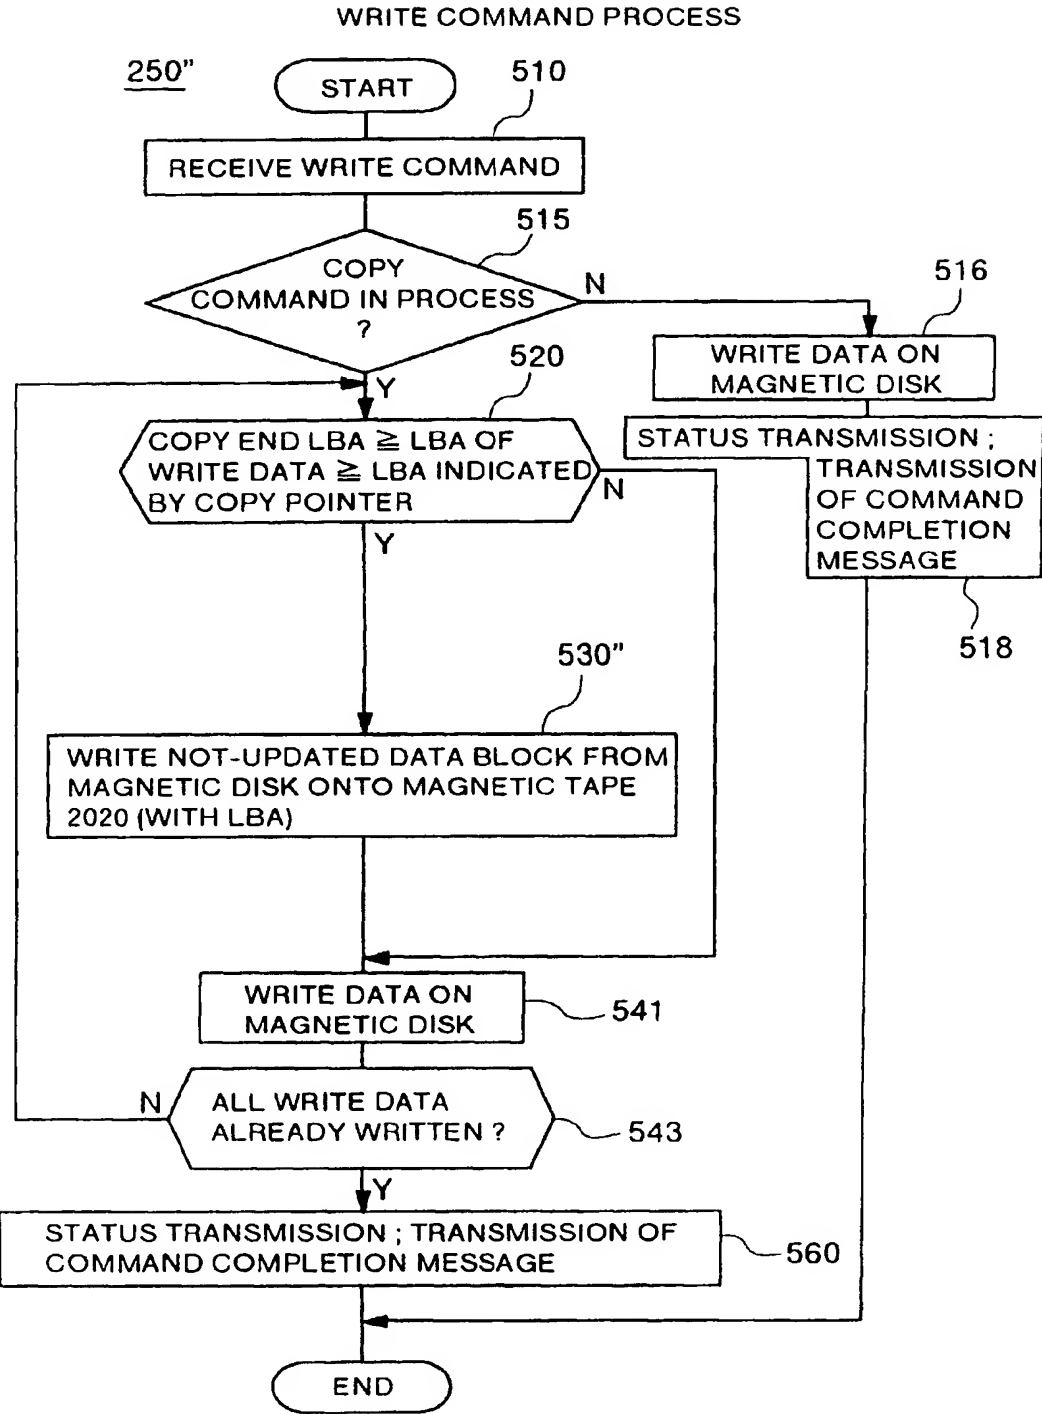 WRITE COMMAND PROCESS
250"
START
510
RECEIVE WRITE COMMAND
515
COPY
COMMAND IN PROCESS
?
N
516
WRITE DATA ON
MAGNETIC DISK
Y
520
COPY END LBA ≧ LBA OF
WRITE DATA ≧ LBA INDICATED
BY COPY POINTER
N
Y
STATUS TRANSMISSION ;
TRANSMISSION
OF COMMAND
COMPLETION
MESSAGE
518
530"
WRITE NOT-UPDATED DATA BLOCK FROM
MAGNETIC DISK ONTO MAGNETIC TAPE
2020 (WITH LBA)
WRITE DATA ON
MAGNETIC DISK
541
N
ALL WRITE DATA
ALREADY WRITTEN ?
543
Y
STATUS TRANSMISSION ; TRANSMISSION OF
COMMAND COMPLETION MESSAGE
560
END